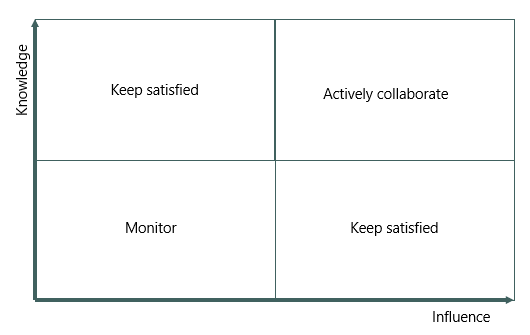 Knowledge
Keep satisfied
Actively collaborate
Monitor
Keep satisfied
Influence